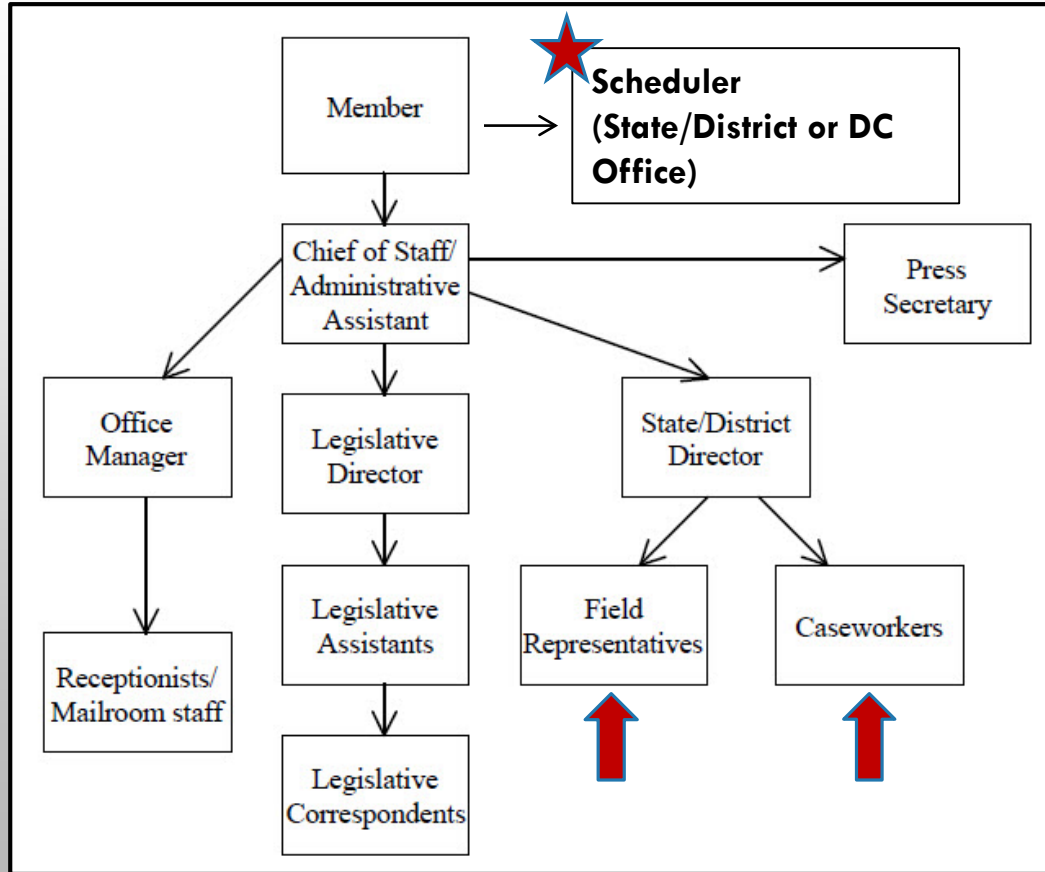 Member
Scheduler
(State/District or DC
Office)
Chief of Staff/
Administrative
Assistant
Press
Secretary
Office
Manager
Legislative
Director
State/District
Director
Receptionists/
Mailroom staff
Legislative
Assistants
Field
Representatives
Caseworkers
Legislative
Correspondents